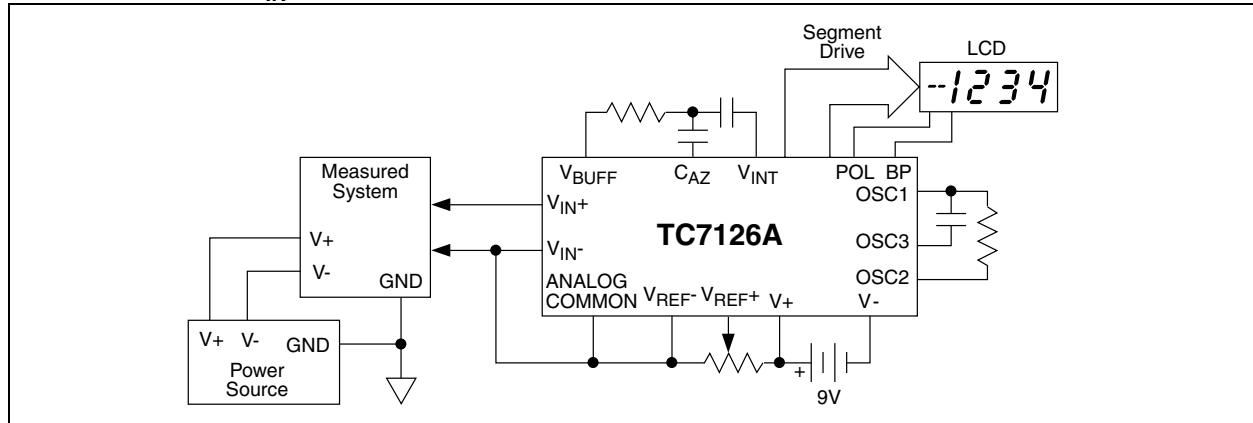 IN
Segment
Drive
LCD
--1234
Measured
System
V+
V-
GND
V+ V- GND
Power
Source
VBUFF CAZ VINT POL BP
VIN+
VIN-
TC7126A
OSC1
OSC3
OSC2
ANALOG
COMMON VREF- VREF+ V+ V-
+
9V